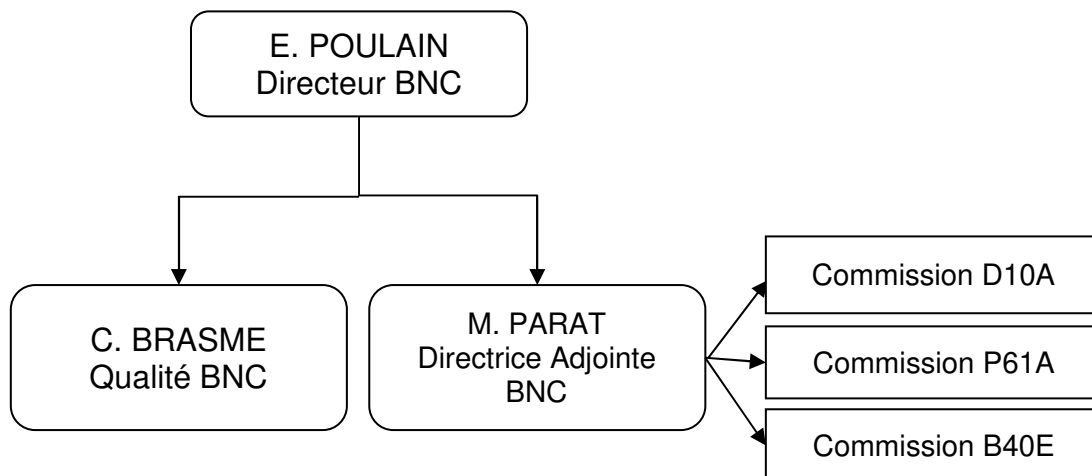 E. POULAIN
Directeur BNC
C. BRASME
Qualité BNC
M. PARAT
Directrice Adjointe
BNC
Commission D10A
Commission P61A
Commission B40E